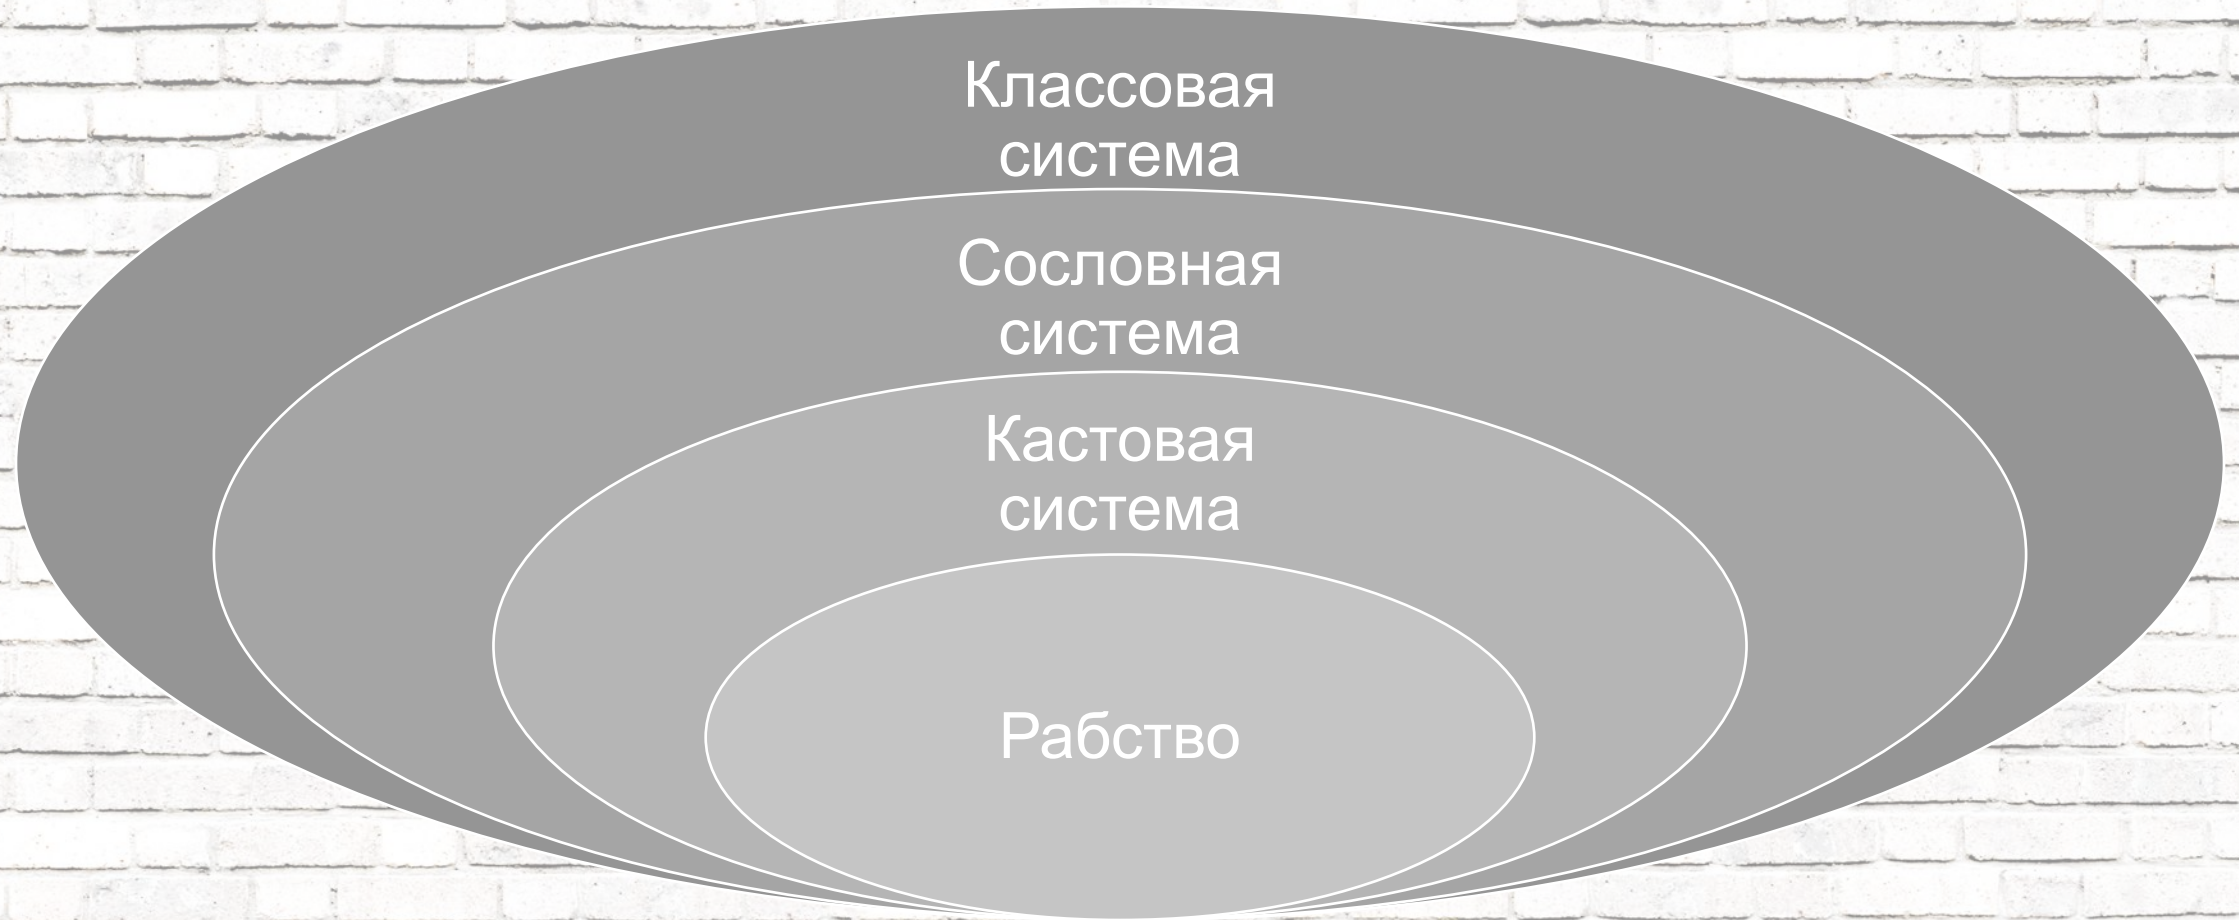 Классовая
система
Сословная
система
Кастовая
система
Рабство